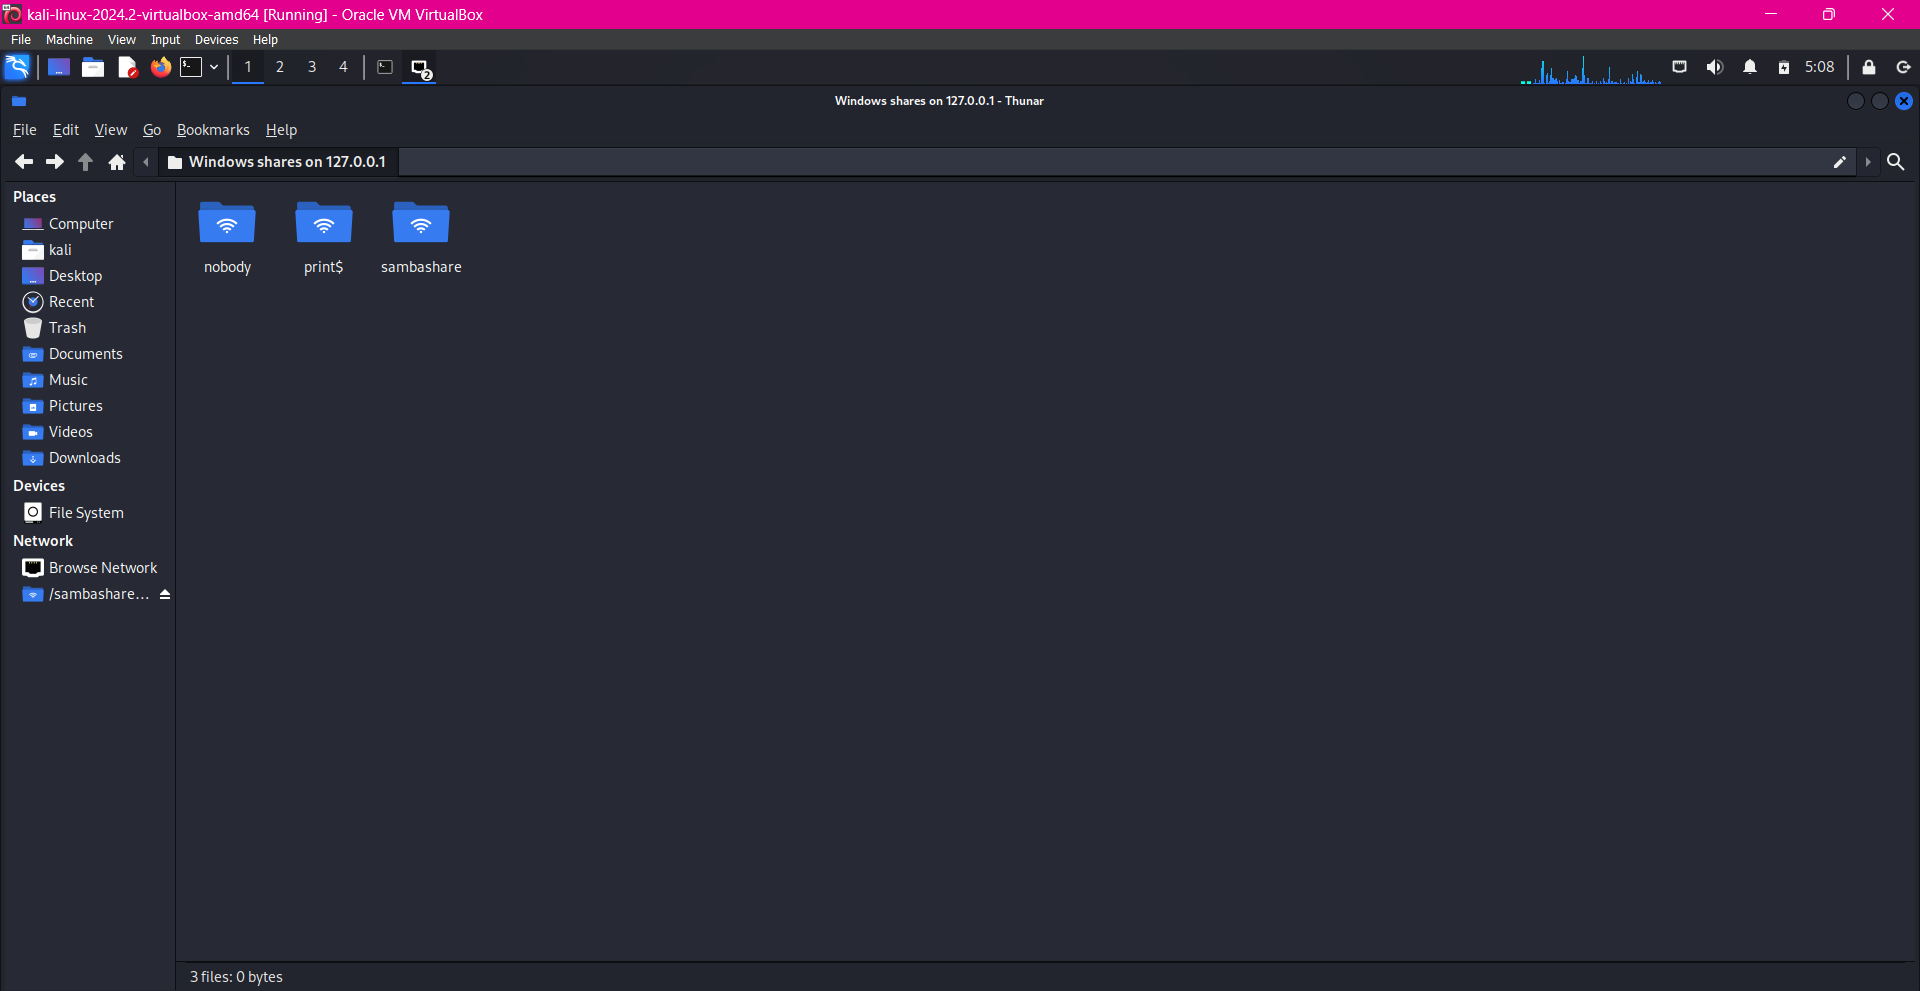 kali-linux-2024.2-virtualbox-amd64 [Running] - Oracle VM VirtualBox
File Machine View Input Devices Help
1 2 3 4 2 5:08
Windows shares on 127.0.0.1 - Thunar
File Edit View Go Bookmarks Help
Windows shares on 127.0.0.1
Places
Computer
kali
Desktop
Recent
Trash
Documents
Music
Pictures
Videos
Downloads
Devices
File System
Network
Browse Network
/sambashare...
nobody print$ sambashare
3 files: 0 bytes